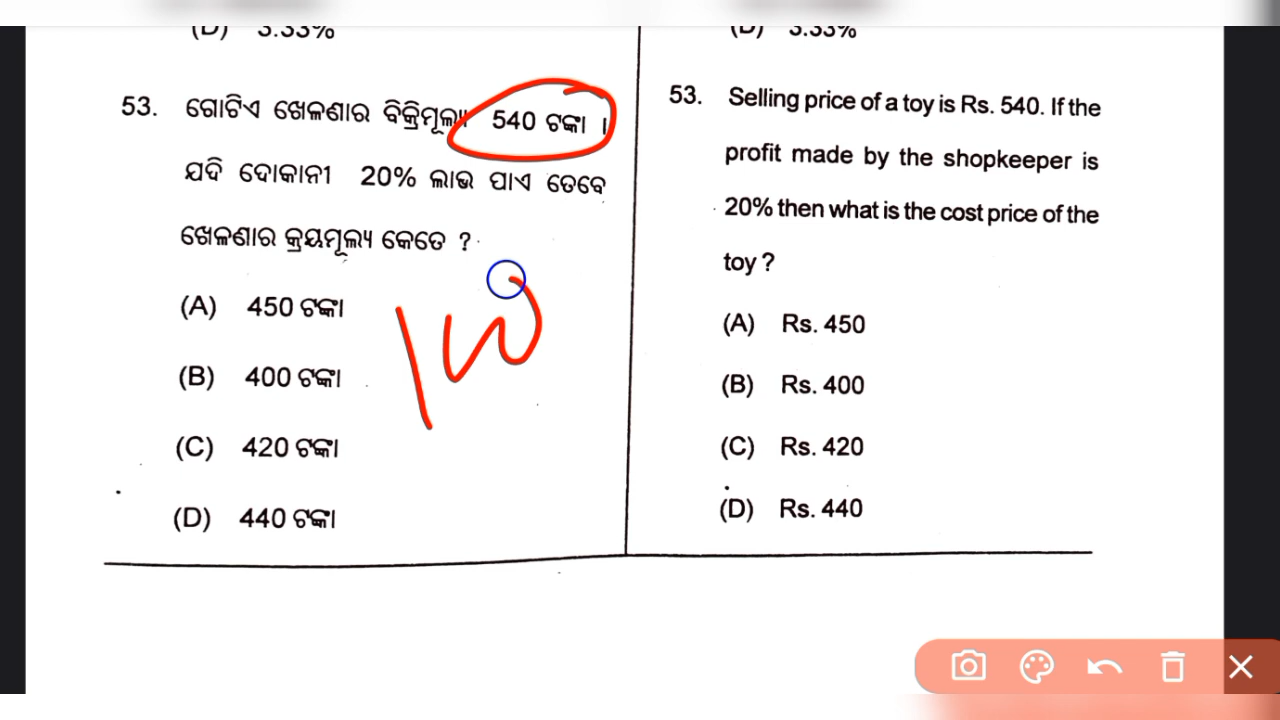 (D) 3.33%
53. ଗୋଟିଏ ଖେଳଣାର ବିକ୍ରିମୂଲ୍ୟ 540 ଟଙ୍କା ।
ଯଦି ଦୋକାନୀ 20% ଲାଭ ପାଏ ତେବେ
ଖେଳଣାର କ୍ରୟମୂଲ୍ୟ କେତେ ?
(A) 450 ଟଙ୍କା
(B) 400 ଟଙ୍କା
(C) 420 ଟଙ୍କା
(D) 440 ଟଙ୍କା
(D) 3.33%
53. Selling price of a toy is Rs. 540. If the
profit made by the shopkeeper is
20% then what is the cost price of the
toy ?
(A) Rs. 450
(B) Rs. 400
(C) Rs. 420
(D) Rs. 440